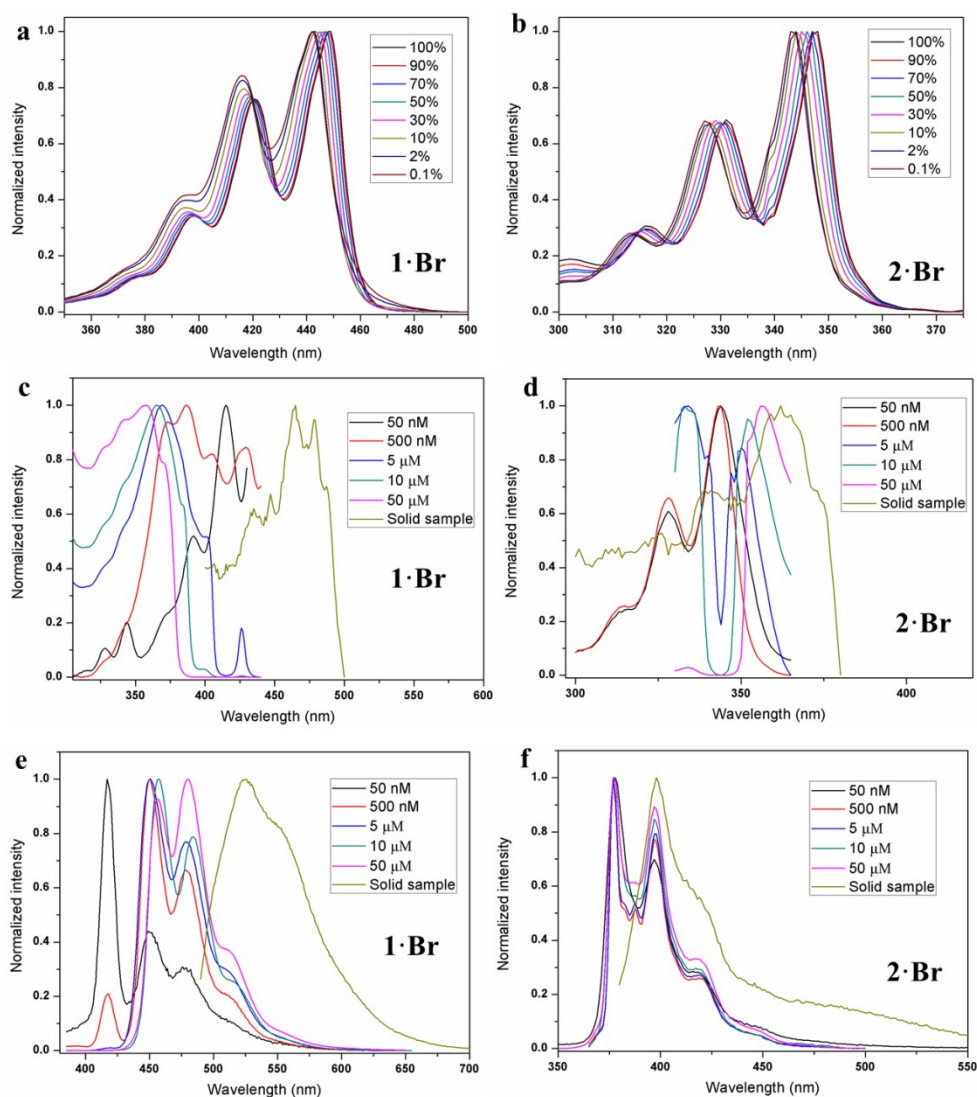 a
1.0
0.8
0.6
0.4
0.2
0.0
Normalized intensity
100%
90%
70%
50%
30%
10%
2%
0.1%
1·Br
360 380 400 420 440 460 480 500
Wavelength (nm)
b
1.0
0.8
0.6
0.4
0.2
0.0
Normalized intensity
100%
90%
70%
50%
30%
10%
2%
0.1%
2·Br
300 310 320 330 340 350 360 370
Wavelength (nm)
c
1.0
0.8
0.6
0.4
0.2
0.0
Normalized intensity
50 nM
500 nM
5 μM
10 μM
50 μM
Solid sample
1·Br
350 400 450 500 550 600
Wavelength (nm)
d
1.0
0.8
0.6
0.4
0.2
0.0
Normalized intensity
50 nM
500 nM
5 μM
10 μM
50 μM
Solid sample
2·Br
300 350 400
Wavelength (nm)
e
1.0
0.8
0.6
0.4
0.2
0.0
Normalized intensity
50 nM
500 nM
5 μM
10 μM
50 μM
Solid sample
1·Br
400 450 500 550 600 650 700
Wavelength (nm)
f
1.0
0.8
0.6
0.4
0.2
0.0
Normalized intensity
50 nM
500 nM
5 μM
10 μM
50 μM
Solid sample
2·Br
350 400 450 500 550
Wavelength (nm)